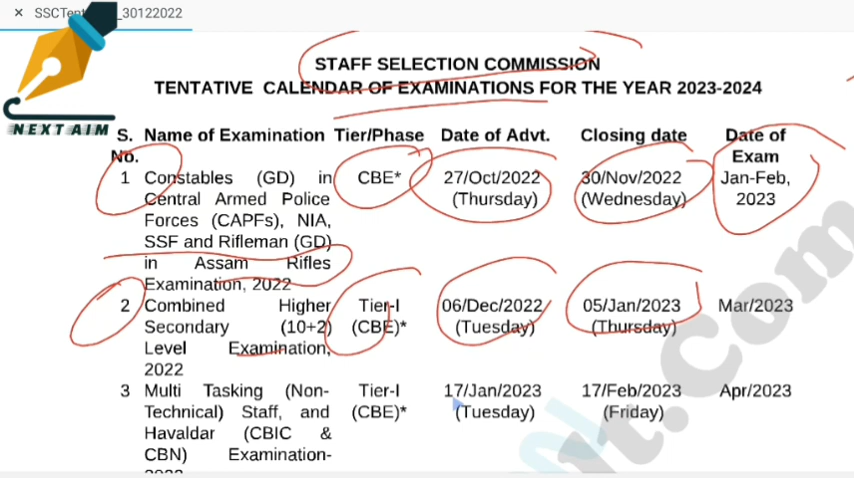 × SSCTent _30122022
NEXT AIM
STAFF SELECTION COMMISSION
TENTATIVE CALENDAR OF EXAMINATIONS FOR THE YEAR 2023-2024
S. No. Name of Examination Tier/Phase Date of Advt. Closing date Date of Exam
1 Constables (GD) in CBE* 27/Oct/2022 30/Nov/2022 Jan-Feb,
Central Armed Police (Thursday) (Wednesday) 2023
Forces (CAPFs), NIA,
SSF and Rifleman (GD)
in Assam Rifles
Examination, 2022
2 Combined Higher Tier-I 06/Dec/2022 05/Jan/2023 Mar/2023
Secondary (10+2) (CBE)* (Tuesday) (Thursday)
Level Examination,
2022
3 Multi Tasking (Non- Tier-I 17/Jan/2023 17/Feb/2023 Apr/2023
Technical) Staff, and (CBE)* (Tuesday) (Friday)
Havaldar (CBIC &
CBN) Examination-
.Com